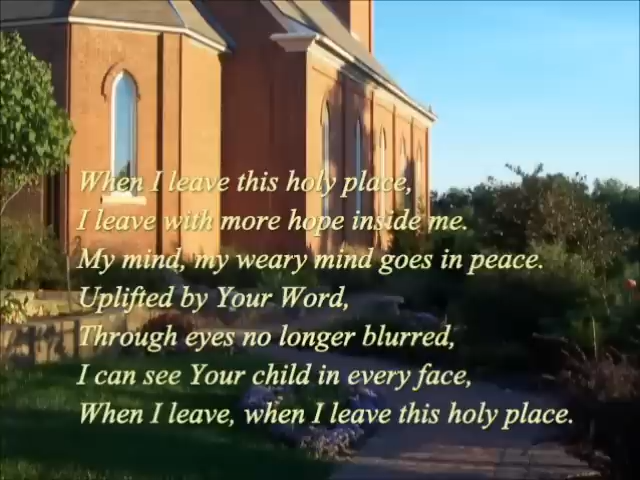 When I leave this holy place,
I leave with more hope inside me.
My mind, my weary mind goes in peace.
Uplifted by Your Word,
Through eyes no longer blurred,
I can see Your child in every face,
When I leave, when I leave this holy place.